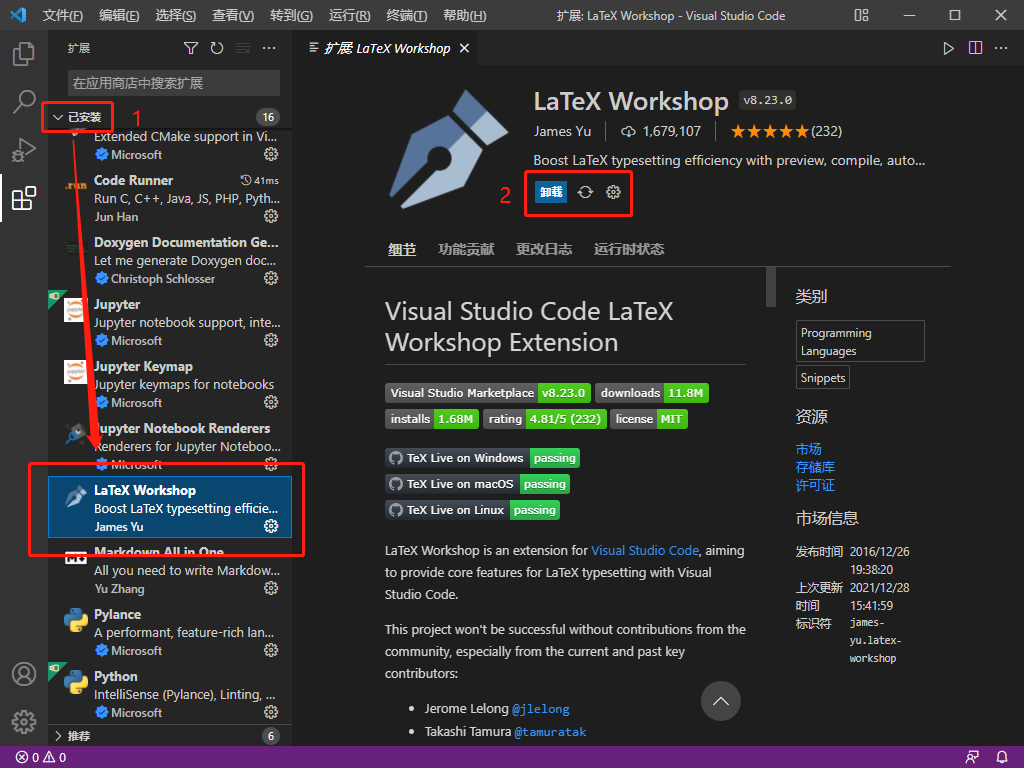 文件(F) 编辑(E) 选择(S) 查看(V) 转到(G) 运行(R) 终端(T) 帮助(H) 扩展: LaTeX Workshop - Visual Studio Code
扩展
在应用商店中搜索扩展
已安装 1 16
Extended CMake support in Vi...
Microsoft
Code Runner 41ms
Run C, C++, Java, JS, PHP, Pyth...
Jun Han
Doxygen Documentation Ge...
Let me generate Doxygen doc...
Christoph Schlosser
Jupyter
Jupyter notebook support, inte...
Microsoft
Jupyter Keymap
Jupyter keymaps for notebooks
Microsoft
Jupyter Notebook Renderers
Renderers for Jupyter Noteboo...
Microsoft
LaTeX Workshop
Boost LaTeX typesetting efficie...
James Yu
Markdown All in One
All you need to write Markdow...
Yu Zhang
Pylance
A performant, feature-rich lan...
Microsoft
Python
IntelliSense (Pylance), Linting, ...
Microsoft
推荐 6
0 0
扩展 LaTeX Workshop
LaTeX Workshop v8.23.0
James Yu 1,679,107 (232)
Boost LaTeX typesetting efficiency with preview, compile, auto...
2 卸载
细节 功能贡献 更改日志 运行时状态
Visual Studio Code LaTeX
Workshop Extension
Visual Studio Marketplace v8.23.0 downloads 11.8M
installs 1.68M rating 4.81/5 (232) license MIT
TeX Live on Windows passing
TeX Live on macOS passing
TeX Live on Linux passing
LaTeX Workshop is an extension for Visual Studio Code, aiming
to provide core features for LaTeX typesetting with Visual
Studio Code.
This project won't be successful without contributions from the
community, especially from the current and past key
contributors:
• Jerome Lelong @jlelong
• Takashi Tamura @tamuratak
类别
Programming
Languages
Snippets
资源
市场
存储库
许可证
市场信息
发布时间 2016/12/26
19:38:20
上次更新 2021/12/28
时间 15:41:59
标识符 james-
yu.latex-
workshop